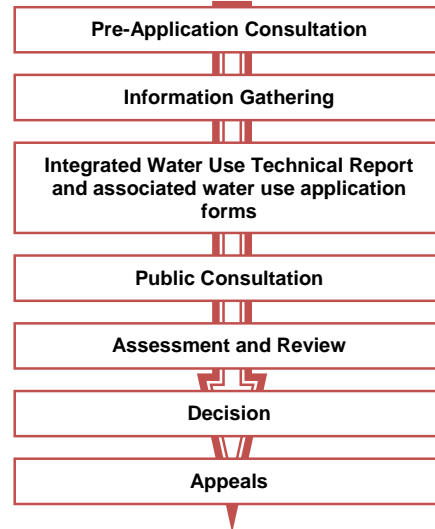 Pre-Application Consultation
Information Gathering
Integrated Water Use Technical Report
and associated water use application
forms
Public Consultation
Assessment and Review
Decision
Appeals